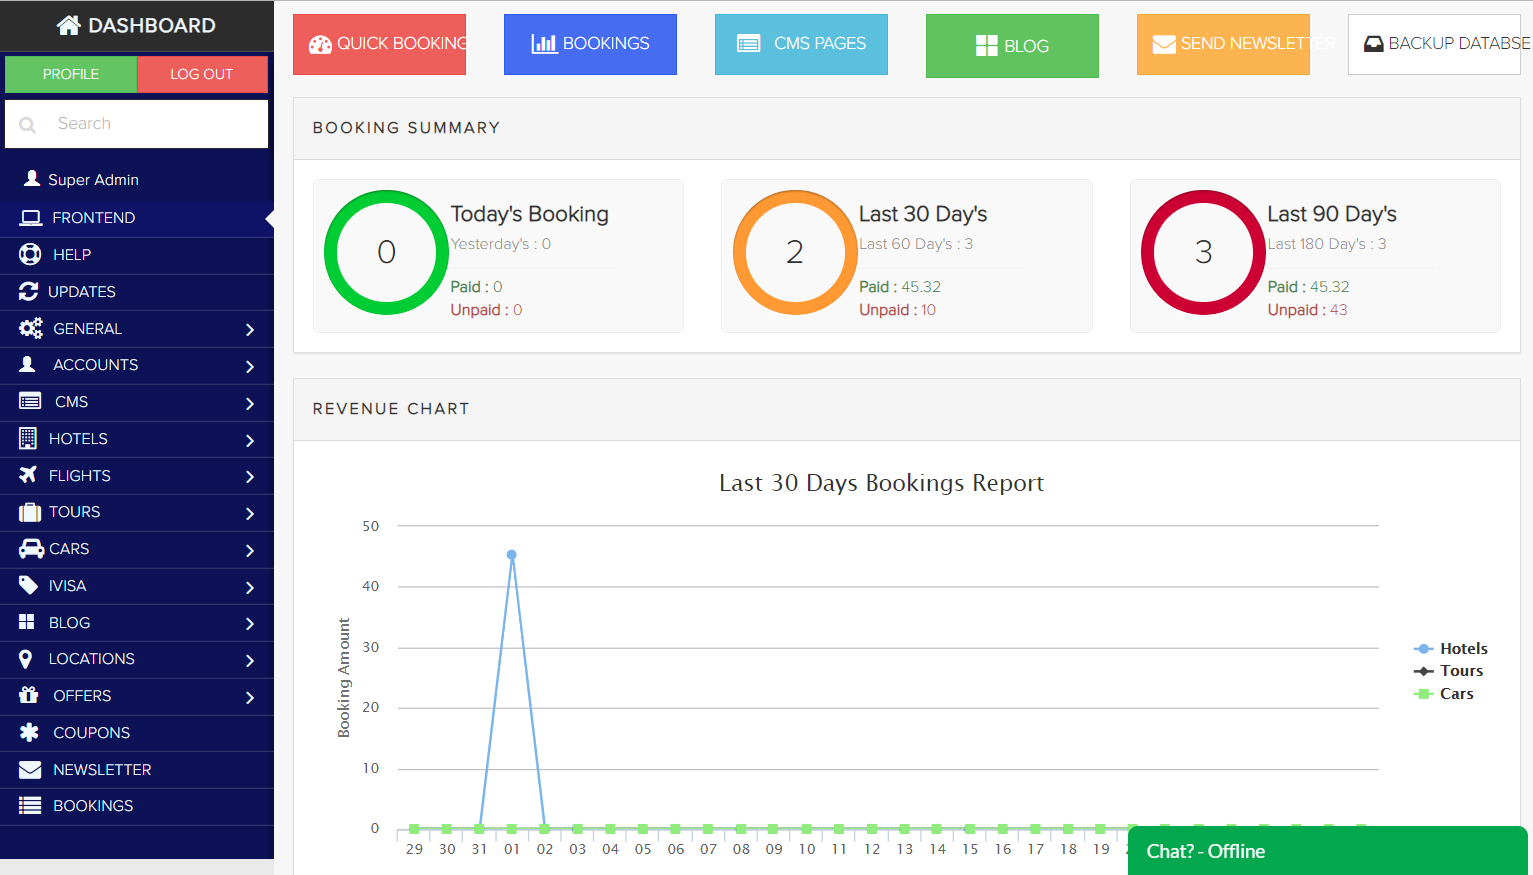 DASHBOARD
PROFILE
LOG OUT
Search
Super Admin
FRONTEND
HELP
UPDATES
GENERAL
ACCOUNTS
CMS
HOTELS
FLIGHTS
TOURS
CARS
IVISA
BLOG
LOCATIONS
OFFERS
COUPONS
NEWSLETTER
BOOKINGS
QUICK BOOKING
BOOKINGS
CMS PAGES
BLOG
SEND NEWSLETTER
BACKUP DATABSE
BOOKING SUMMARY
0
Today's Booking
Yesterday's : 0
Paid : 0
Unpaid : 0
2
Last 30 Day's
Last 60 Day's : 3
Paid : 45.32
Unpaid : 10
3
Last 90 Day's
Last 180 Day's : 3
Paid : 45.32
Unpaid : 43
REVENUE CHART
Last 30 Days Bookings Report
Booking Amount
50
40
30
20
10
0
29 30 31 01 02 03 04 05 06 07 08 09 10 11 12 13 14 15 16 17 18 19
Hotels
Tours
Cars
Chat? - Offline